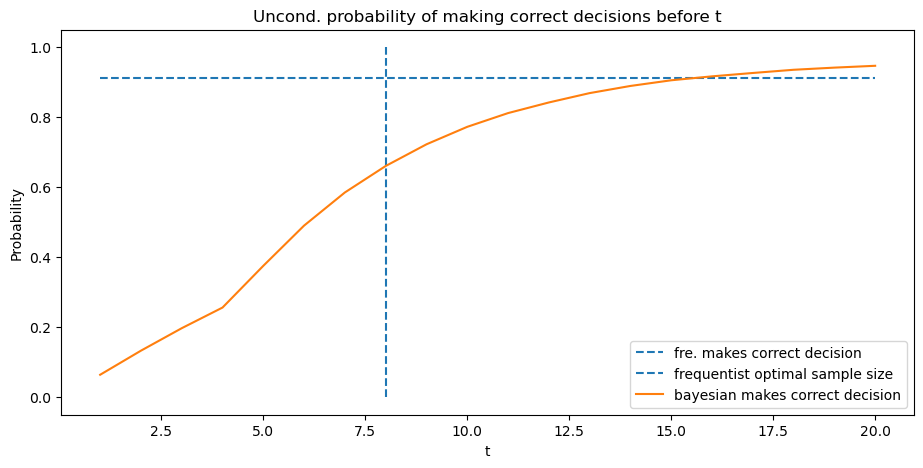 Uncond. probability of making correct decisions before t
Probability
1.0
0.8
0.6
0.4
0.2
0.0
fre. makes correct decision
frequentist optimal sample size
bayesian makes correct decision
2.5 5.0 7.5 10.0 12.5 15.0 17.5 20.0
t